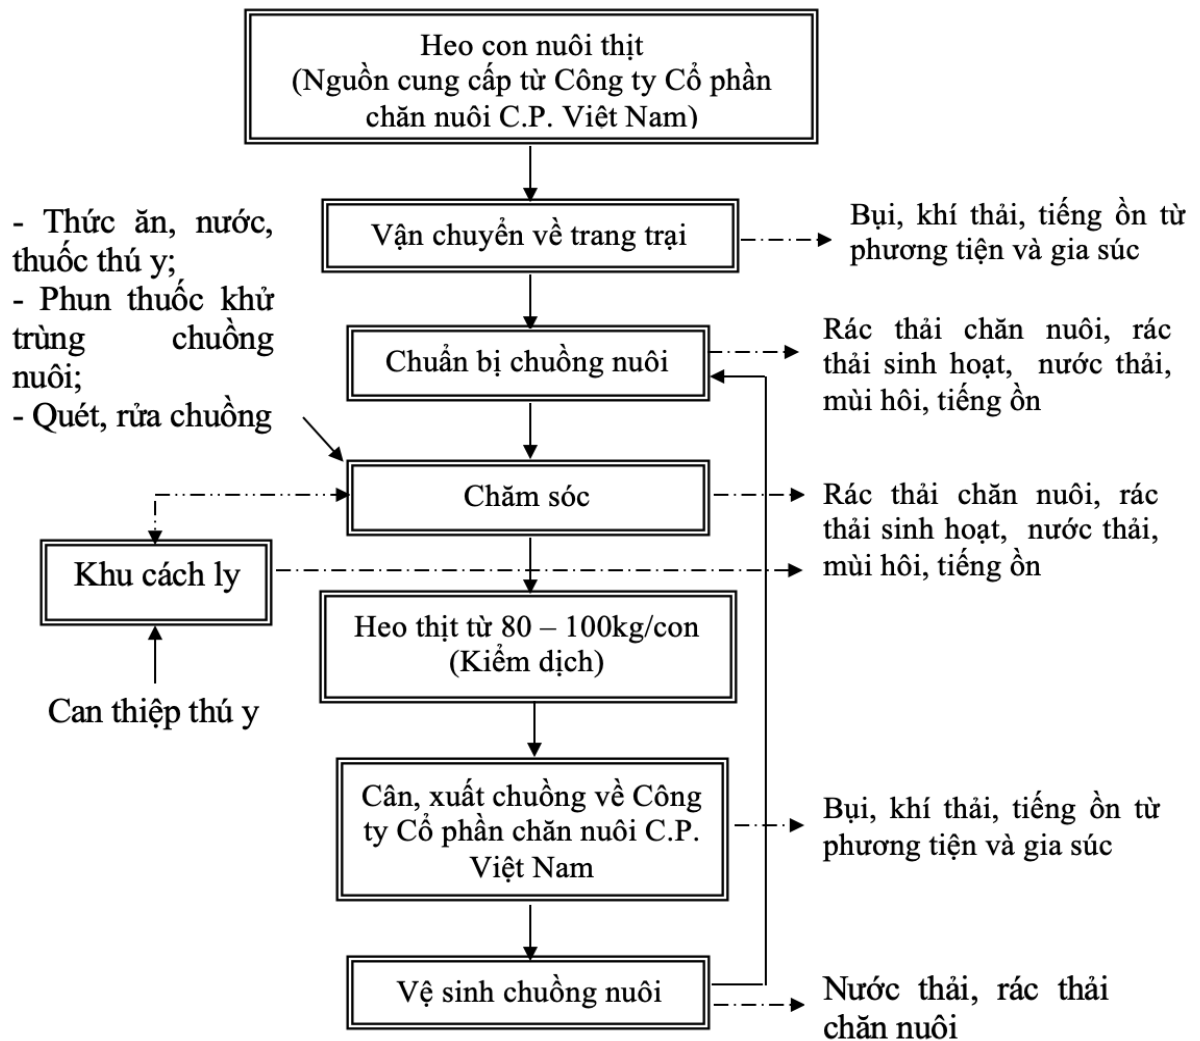 Heo con nuôi thịt
(Nguồn cung cấp từ Công ty Cổ phần
chăn nuôi C.P. Việt Nam)
- Thức ăn, nước,
thuốc thú y;
- Phun thuốc khử
trùng chuồng
nuôi;
- Quét, rửa chuồng
Vận chuyển về trang trại
Bụi, khí thải, tiếng ồn từ
phương tiện và gia súc
Chuẩn bị chuồng nuôi
Rác thải chăn nuôi, rác
thải sinh hoạt, nước thải,
mùi hôi, tiếng ồn
Chăm sóc
Rác thải chăn nuôi, rác
thải sinh hoạt, nước thải,
mùi hôi, tiếng ồn
Khu cách ly
Can thiệp thú y
Heo thịt từ 80 – 100kg/con
(Kiểm dịch)
Cân, xuất chuồng về Công
ty Cổ phần chăn nuôi C.P.
Việt Nam
Bụi, khí thải, tiếng ồn từ
phương tiện và gia súc
Vệ sinh chuồng nuôi
Nước thải, rác thải
chăn nuôi